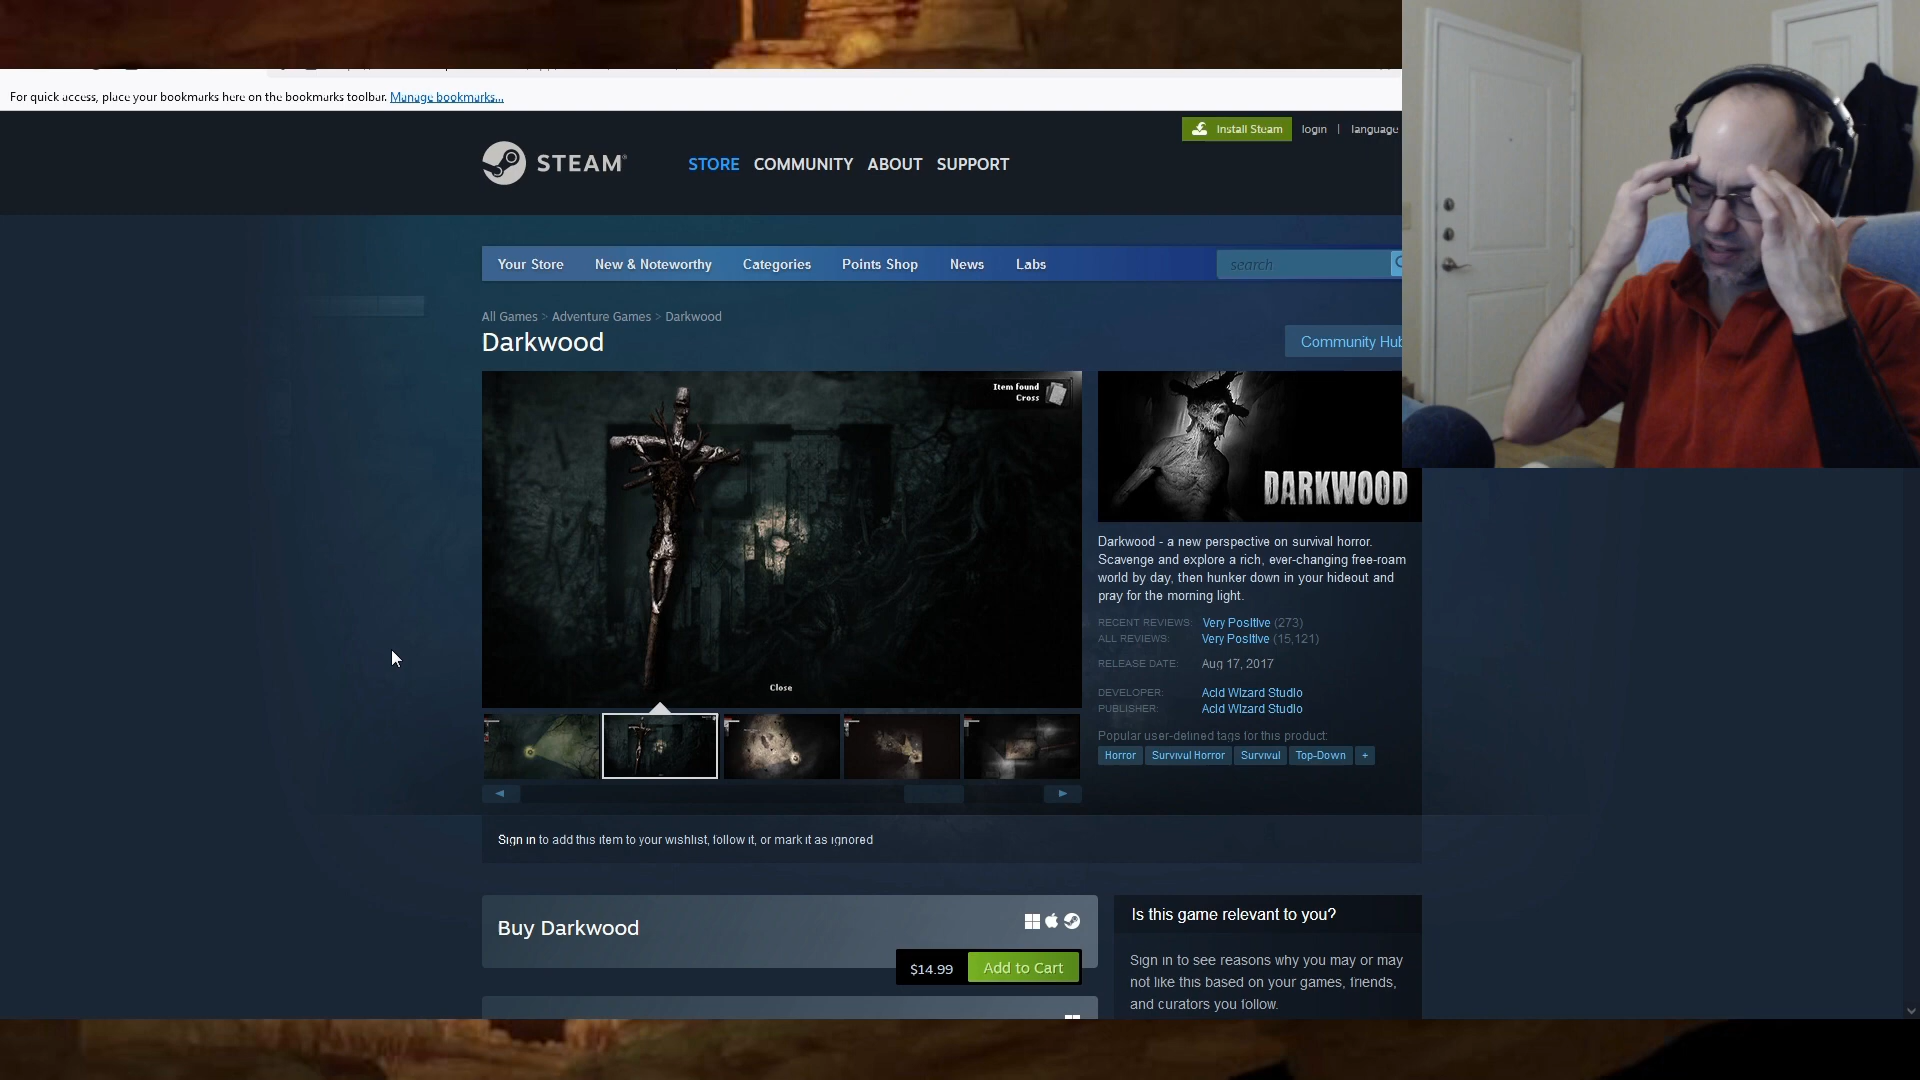 For quick access, place your bookmarks here on the bookmarks toolbar. Manage bookmarks...
Install Steam
login | language
STEAM
STORE COMMUNITY ABOUT SUPPORT
Your Store New & Noteworthy Categories Points Shop News Labs
search
All Games > Adventure Games > Darkwood
Darkwood
Community Hub
Item found
Cross
Close
DARKWOOD
Darkwood - a new perspective on survival horror.
Scavenge and explore a rich, ever-changing free-roam
world by day, then hunker down in your hideout and
pray for the morning light.
RECENT REVIEWS: Very Positive (273)
ALL REVIEWS: Very Positive (15,121)
RELEASE DATE: Aug 17, 2017
DEVELOPER: Acid Wizard Studio
PUBLISHER: Acid Wizard Studio
Popular user-defined tags for this product:
Horror Survival Horror Survival Top-Down +
Sign in to add this item to your wishlist, follow it, or mark it as ignored
Buy Darkwood
$14.99 Add to Cart
Is this game relevant to you?
Sign in to see reasons why you may or may
not like this based on your games, friends,
and curators you follow.